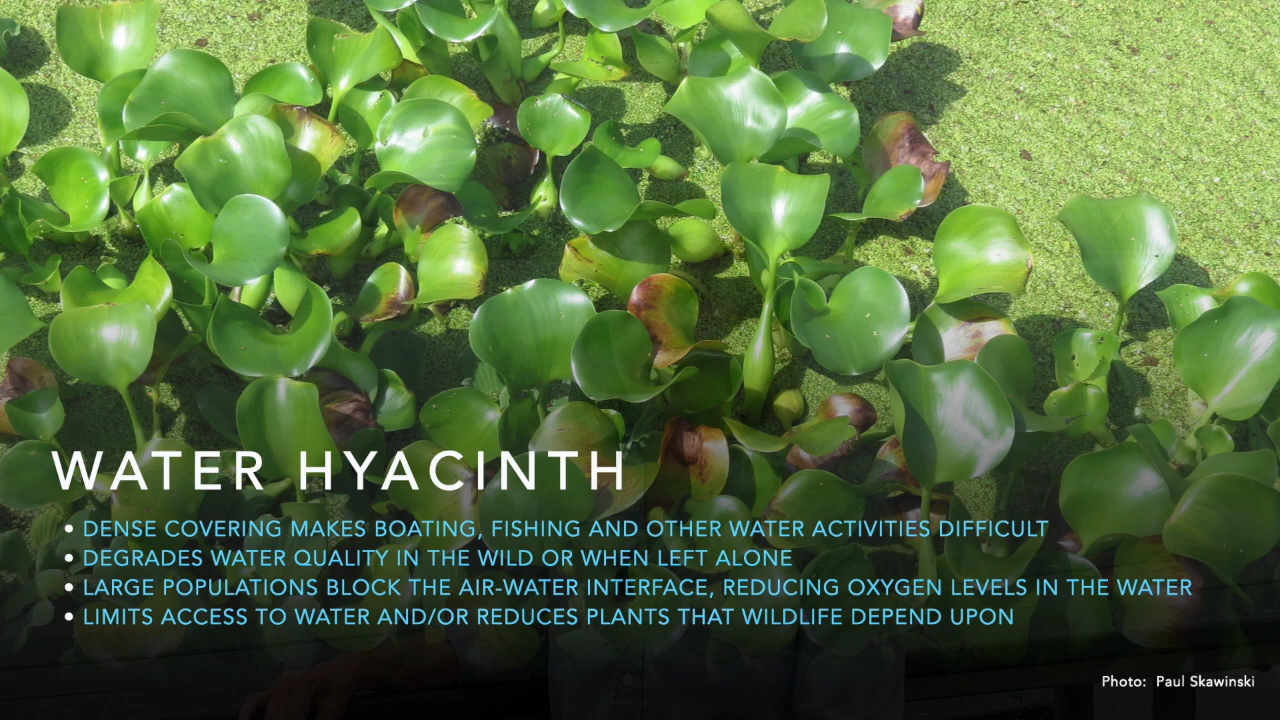 WATER HYACINTH
• DENSE COVERING MAKES BOATING, FISHING AND OTHER WATER ACTIVITIES DIFFICULT
• DEGRADES WATER QUALITY IN THE WILD OR WHEN LEFT ALONE
• LARGE POPULATIONS BLOCK THE AIR-WATER INTERFACE, REDUCING OXYGEN LEVELS IN THE WATER
• LIMITS ACCESS TO WATER AND/OR REDUCES PLANTS THAT WILDLIFE DEPEND UPON
Photo: Paul Skawinski